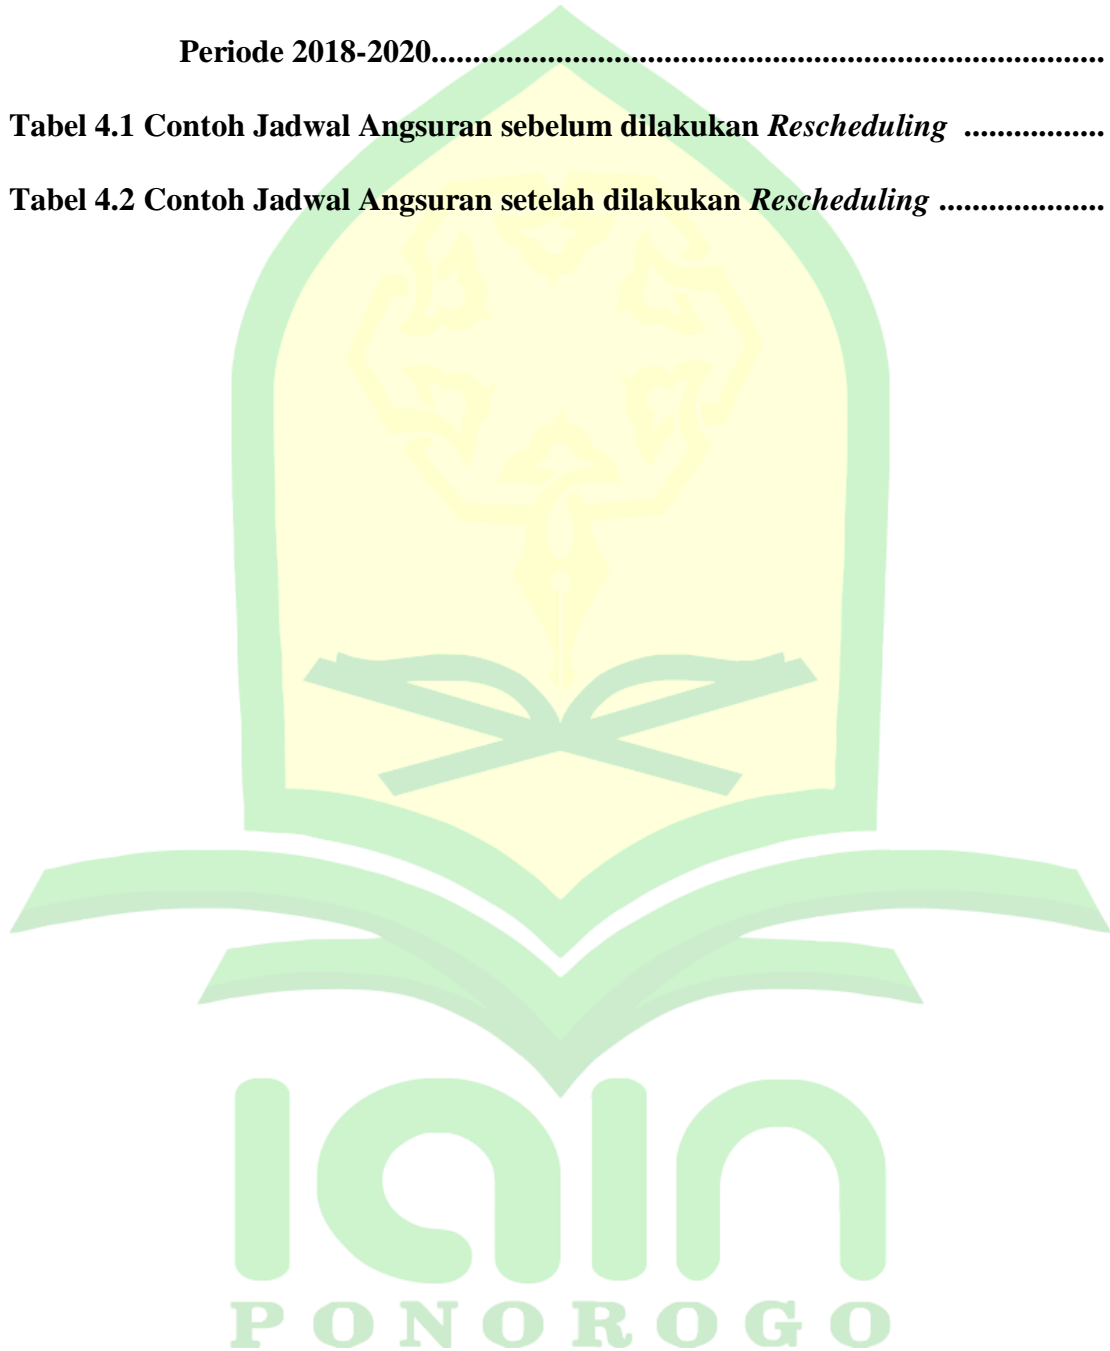 Periode 2018-2020..................................................................................
Tabel 4.1 Contoh Jadwal Angsuran sebelum dilakukan Rescheduling .................
Tabel 4.2 Contoh Jadwal Angsuran setelah dilakukan Rescheduling ....................
iain
PONOROGO